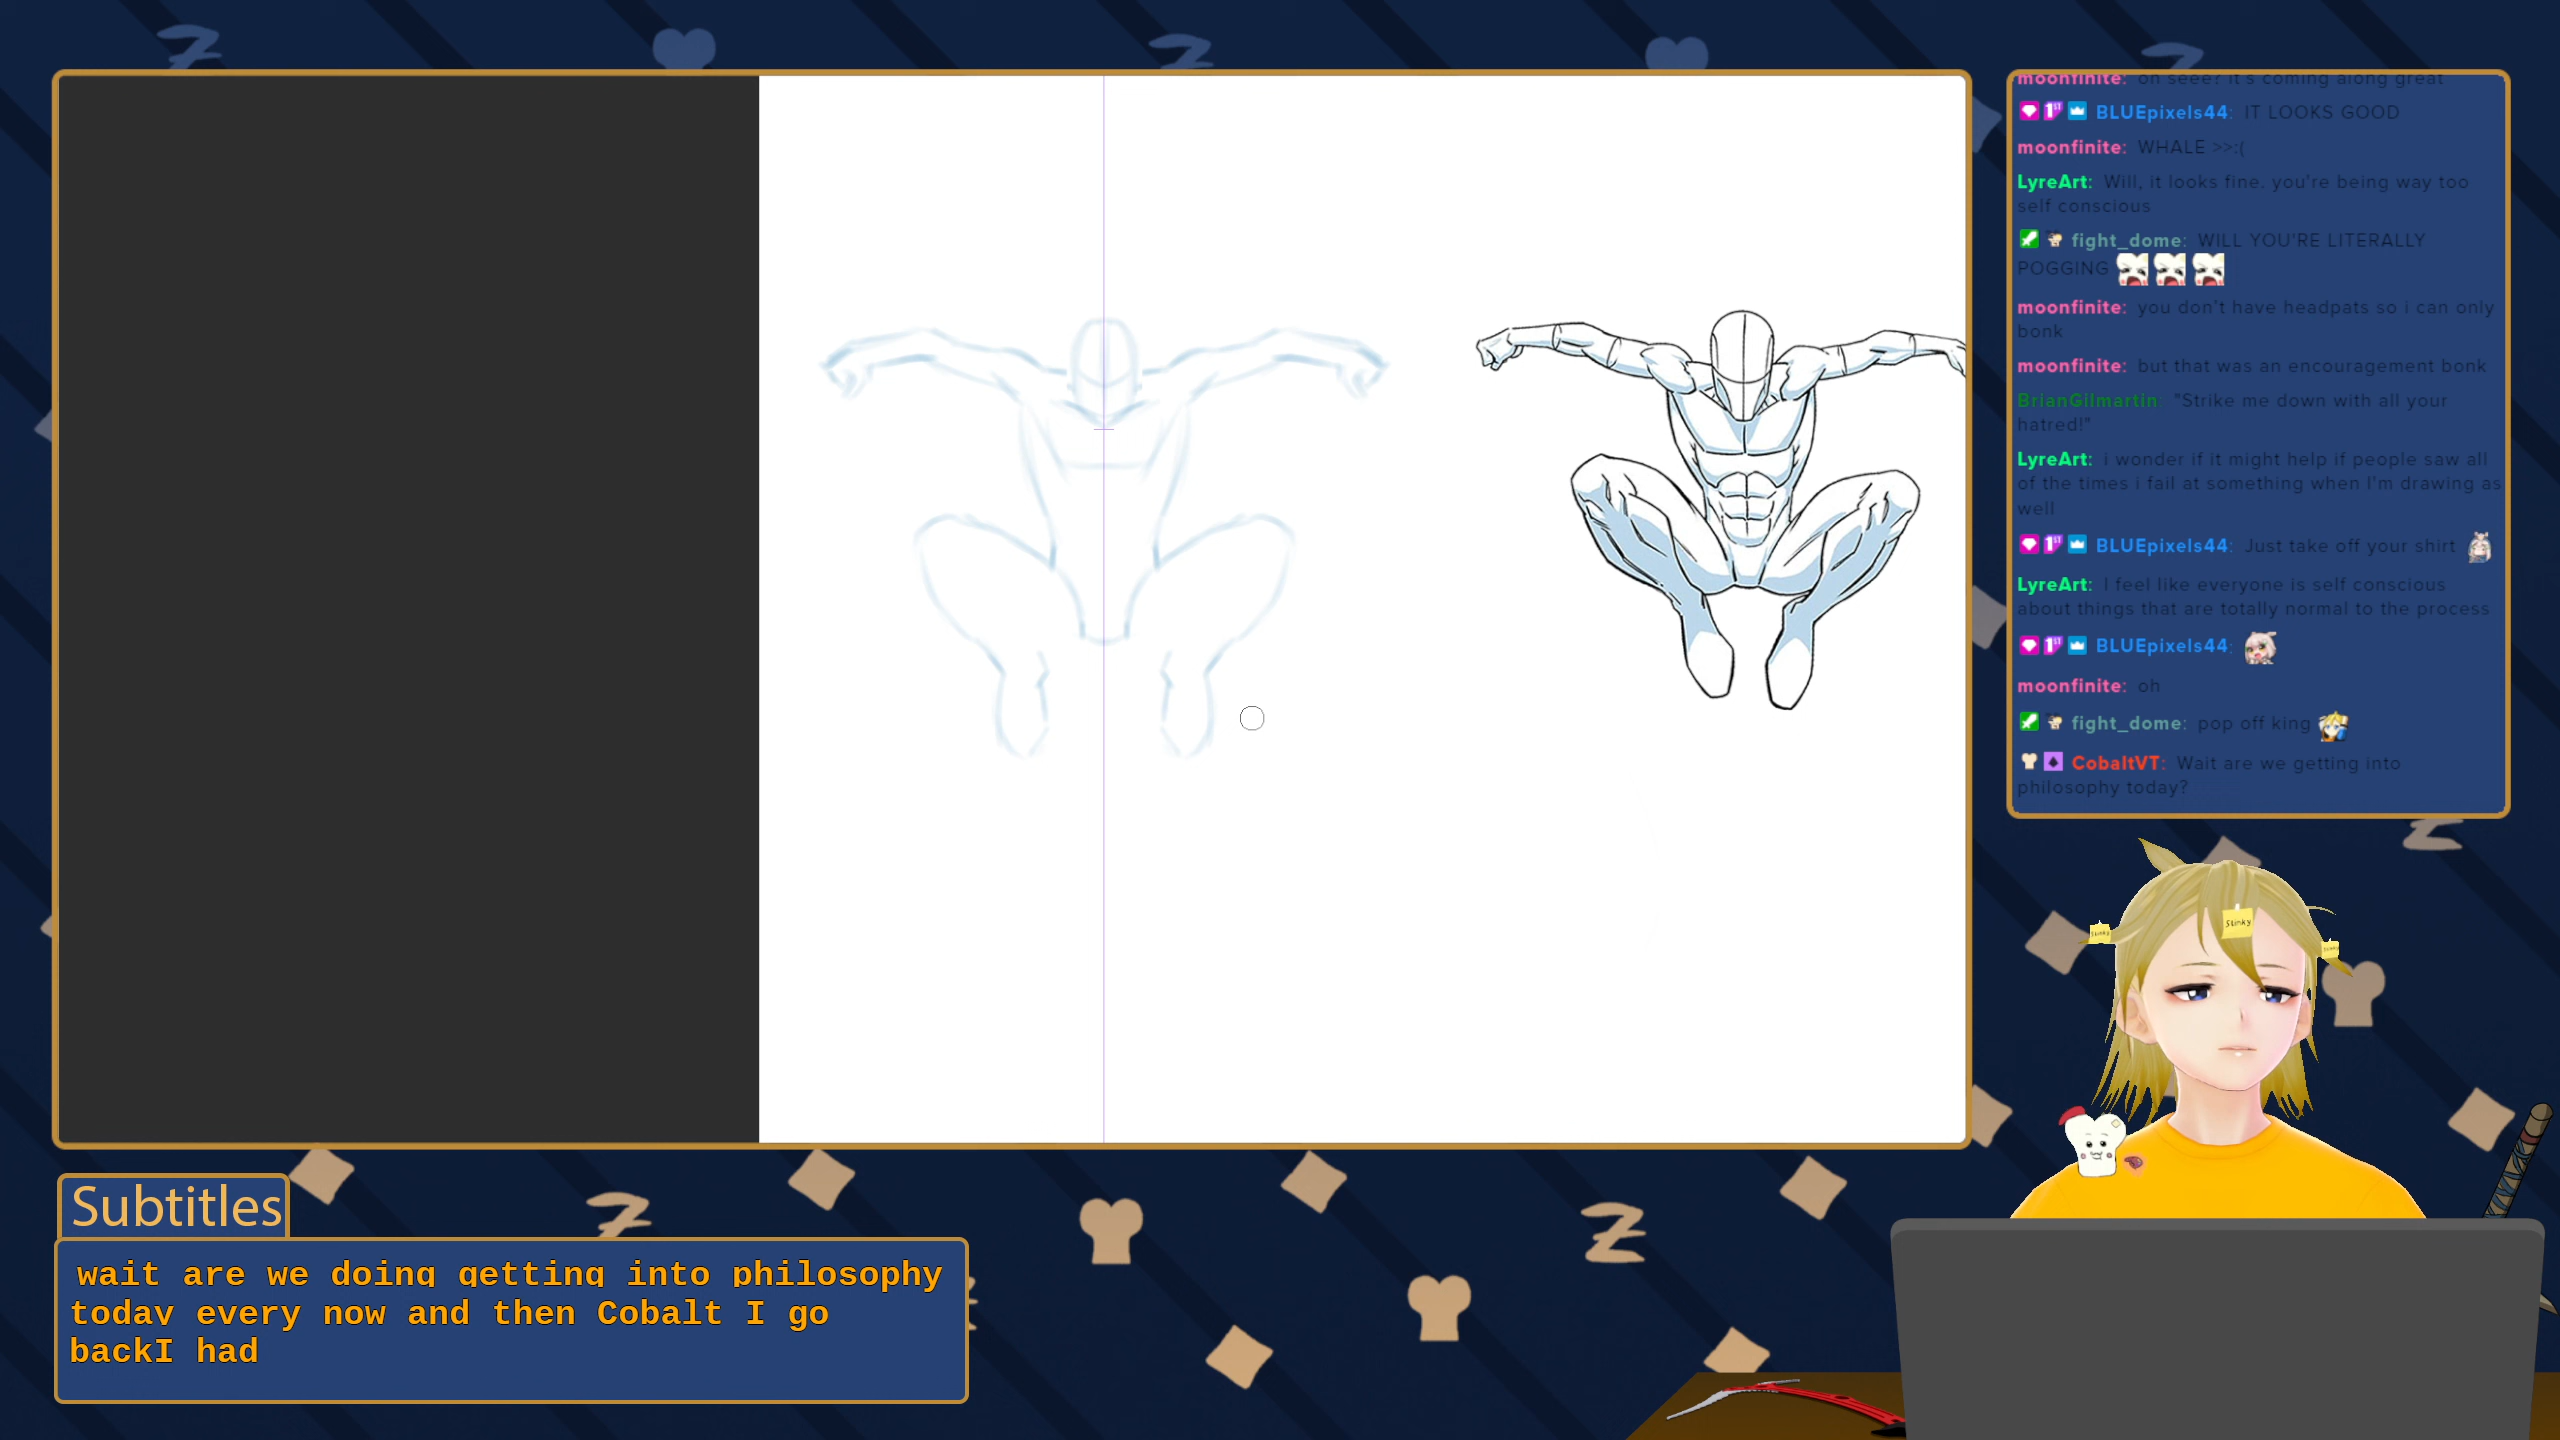 moonfinite: oh seee? it's coming along great
BLUEpixels44: IT LOOKS GOOD
moonfinite: WHALE >>:(
LyreArt: Will, it looks fine. you're being way too
self conscious
fight_dome: WILL YOU'RE LITERALLY
POGGING
moonfinite: you don't have headpats so i can only
bonk
moonfinite: but that was an encouragement bonk
BrianGilmartin: "Strike me down with all your
hatred!"
LyreArt: i wonder if it might help if people saw all
of the times i fail at something when I'm drawing as
well
BLUEpixels44: Just take off your shirt
LyreArt: I feel like everyone is self conscious
about things that are totally normal to the process
BLUEpixels44:
moonfinite: oh
fight_dome: pop off king
CobaltVT: Wait are we getting into
philosophy today?
Stinky
Subtitles
wait are we doing getting into philosophy
today every now and then Cobalt I go
backI had